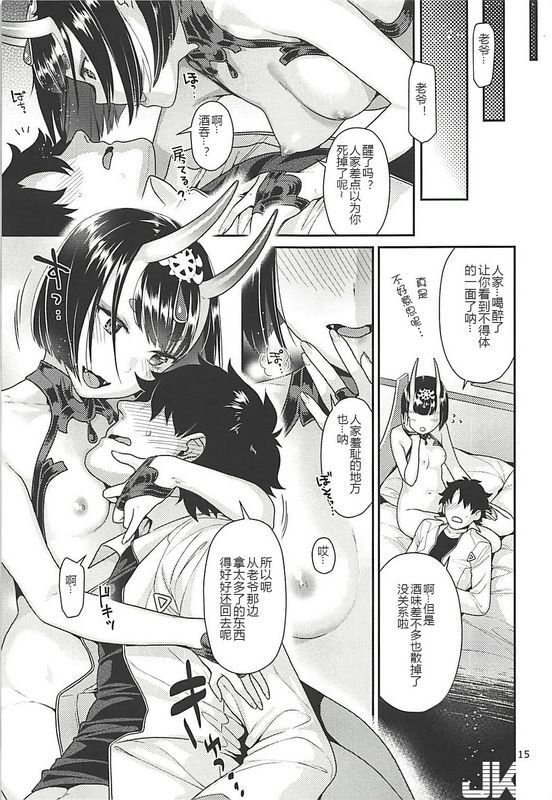 老爷…
老爷！
啊…
酒吞…？
醒了吗？
人家差点以为你
死掉了呢~
人家…喝醉了
让你看到不得体
的一面了呐…
真是
不好意思呢…
人家羞耻的地方
也…呐
哎…
啊…但是
酒味差不多也散掉了
没关系啦
所以呢
从老爷那边
拿太多了的东西
得好好还回去呢
啊…
15
JK